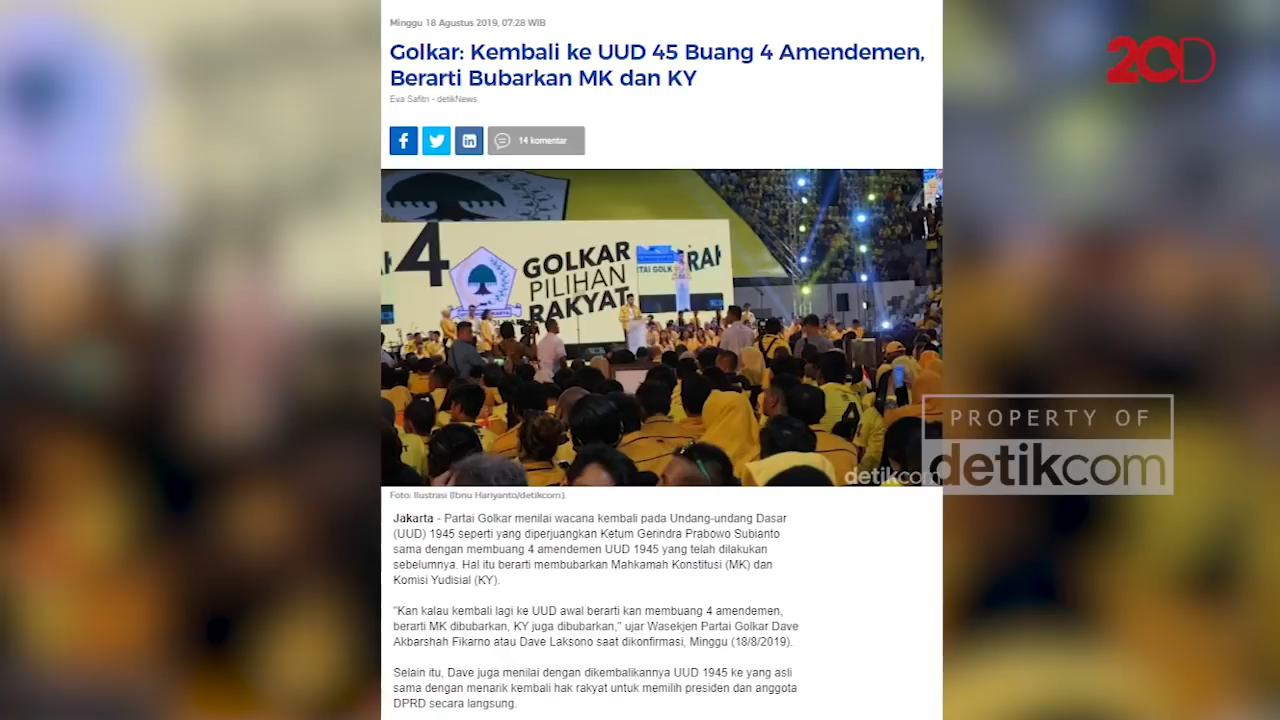 Minggu 18 Agustus 2019, 07:28 WIB
20D
Golkar: Kembali ke UUD 45 Buang 4 Amendemen,
Berarti Bubarkan MK dan KY
Eva Safitri - detikNews
14 komentar
4
GOLKAR
PILIHAN
RAKYAT
PROPERTY OF
detikcom
detikcom
Foto: Ilustrasi (Ibnu Hariyanto/detikcom).
Jakarta - Partai Golkar menilai wacana kembali pada Undang-undang Dasar
(UUD) 1945 seperti yang diperjuangkan Ketum Gerindra Prabowo Subianto
sama dengan membuang 4 amendemen UUD 1945 yang telah dilakukan
sebelumnya. Hal itu berarti membubarkan Mahkamah Konstitusi (MK) dan
Komisi Yudisial (KY).
"Kan kalau kembali lagi ke UUD awal berarti kan membuang 4 amendemen,
berarti MK dibubarkan, KY juga dibubarkan," ujar Wasekjen Partai Golkar Dave
Akbarshah Fikarno atau Dave Laksono saat dikonfirmasi, Minggu (18/8/2019).
Selain itu, Dave juga menilai dengan dikembalikannya UUD 1945 ke yang asli
sama dengan menarik kembali hak rakyat untuk memilih presiden dan anggota
DPRD secara langsung.